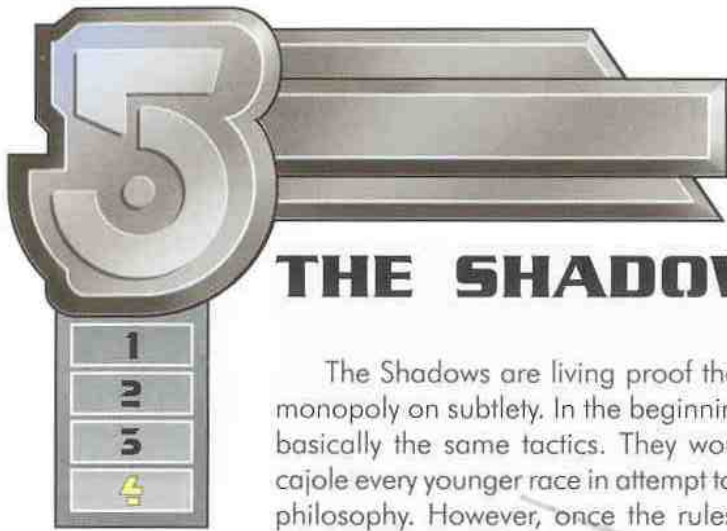 5
1
2
3
4
THE SHADOW
The Shadows are living proof tha
monopoly on subtlety. In the beginnin
basically the same tactics. They wo
cajole every younger race in attempt to
philosophy. However, once the rule